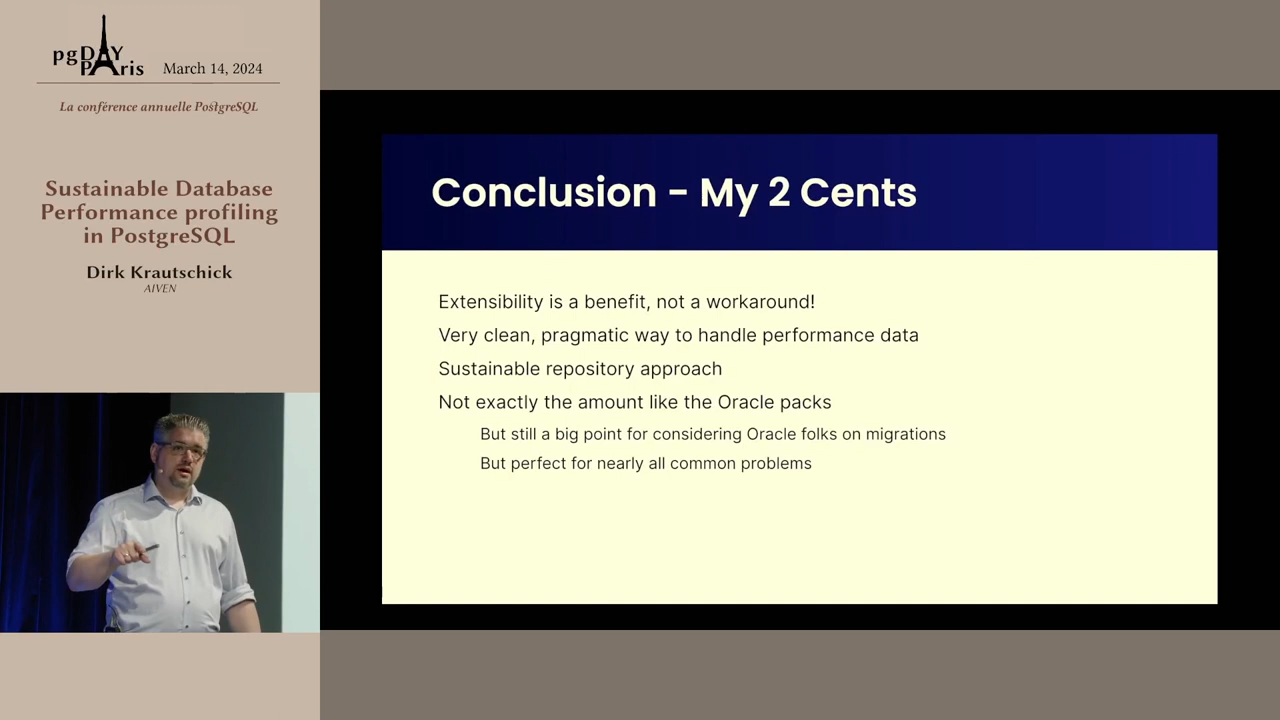 pgDAY Paris
March 14, 2024
La conférence annuelle PostgreSQL
Sustainable Database
Performance profiling
in PostgreSQL
Dirk Krautschick
AIVEN
Conclusion - My 2 Cents
Extensibility is a benefit, not a workaround!
Very clean, pragmatic way to handle performance data
Sustainable repository approach
Not exactly the amount like the Oracle packs
But still a big point for considering Oracle folks on migrations
But perfect for nearly all common problems